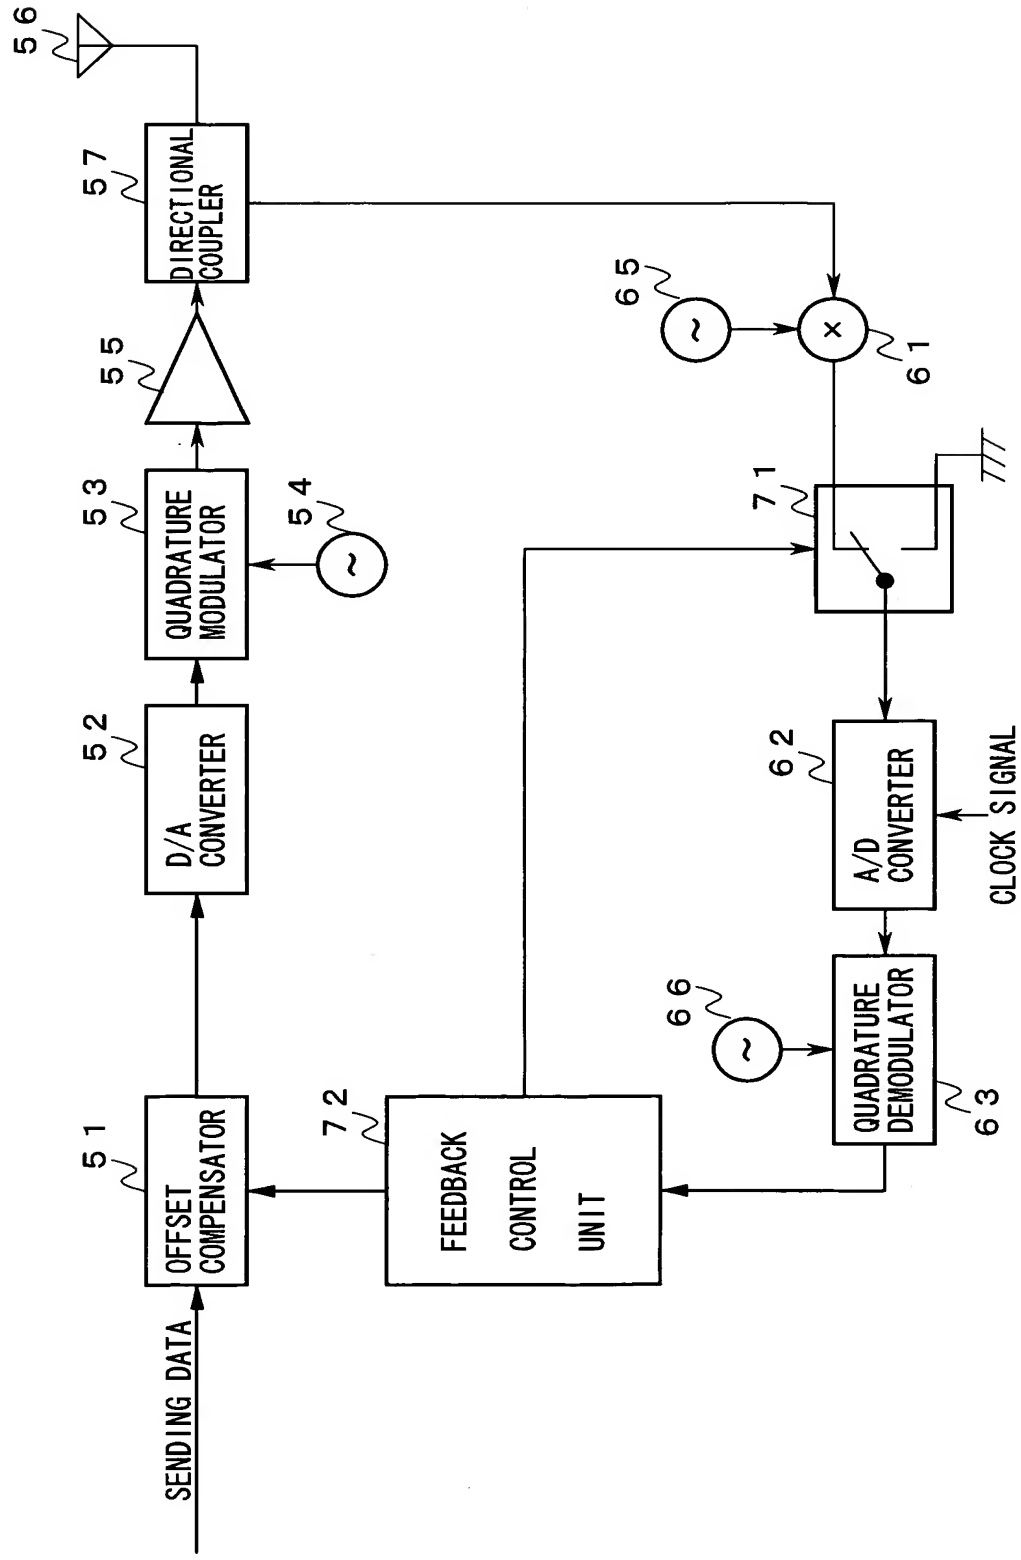 SENDING DATA
51
OFFSET
COMPENSATOR
52
D/A
CONVERTER
53
QUADRATURE
MODULATOR
54
~
55
57
DIRECTIONAL
COUPLER
56
72
FEEDBACK
CONTROL
UNIT
66
~
63
QUADRATURE
DEMODULATOR
62
A/D
CONVERTER
CLOCK SIGNAL
71
65
~
61
×